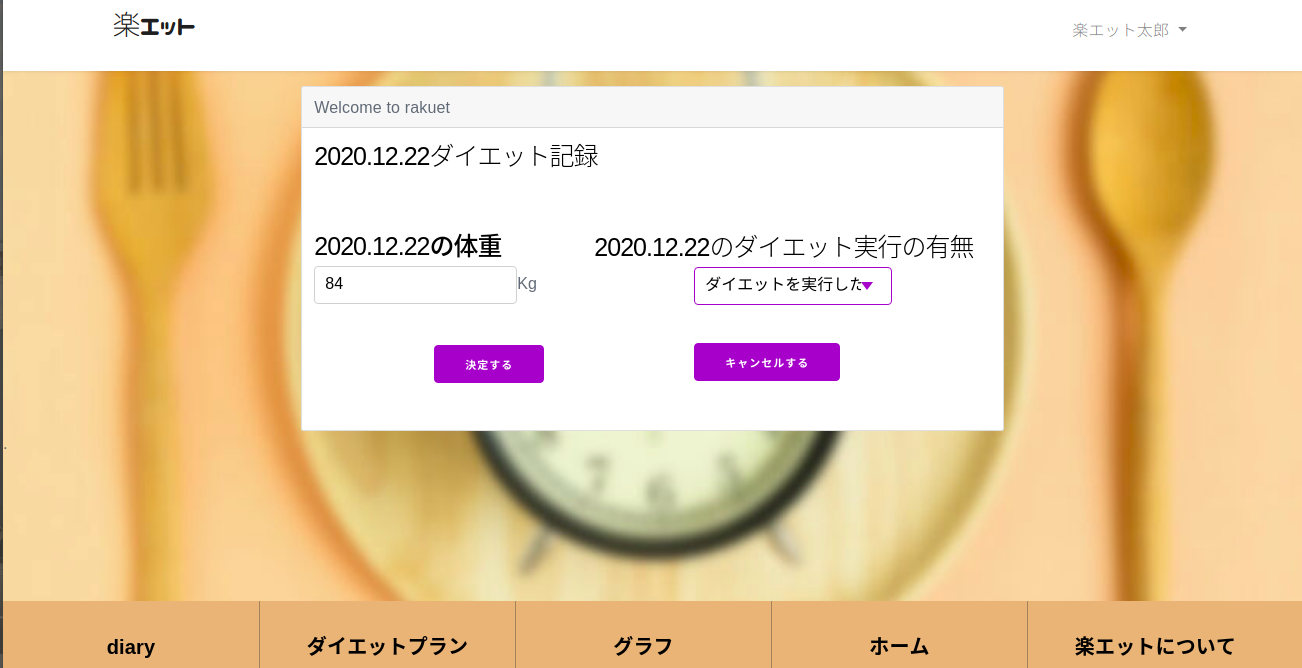 楽エット
楽エット太郎
Welcome to rakuet
2020.12.22ダイエット記録
2020.12.22の体重
2020.12.22のダイエット実行の有無
84 Kg
ダイエットを実行した
決定する
キャンセルする
7 6 5
diary
ダイエットプラン
グラフ
ホーム
楽エットについて